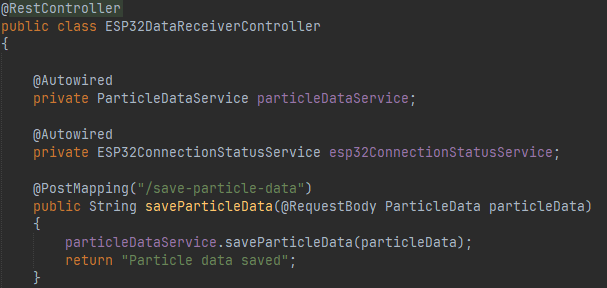 @RestController
public class ESP32DataReceiverController
{
@Autowired
private ParticleDataService particleDataService;
@Autowired
private ESP32ConnectionStatusService esp32ConnectionStatusService;
@PostMapping("/save-particle-data")
public String saveParticleData(@RequestBody ParticleData particleData)
{
particleDataService.saveParticleData(particleData);
return "Particle data saved";
}